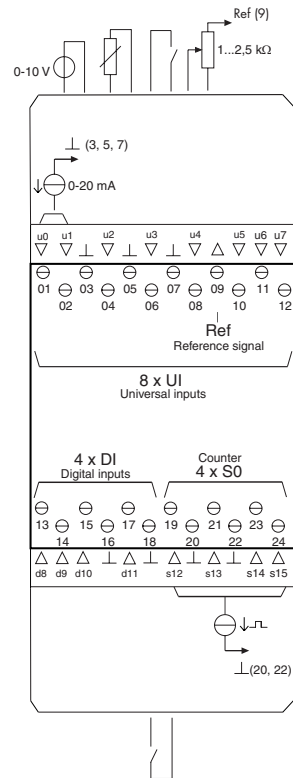 Ref (9)
0-10 V
1...2,5 kΩ
⊥ (3, 5, 7)
0-20 mA
u0 u1 ⊥ u2 ⊥ u3 ⊥ u4 u5 u6 u7
01 03 05 07 09 11
02 04 06 08 10 12
Ref
Reference signal
8 x UI
Universal inputs
4 x DI
Digital inputs
Counter
4 x S0
13 15 17 19 21 23
14 16 18 20 22 24
d8 d9 d10 ⊥ d11 ⊥ s12 ⊥ s13 ⊥ s14 s15
⊥(20, 22)